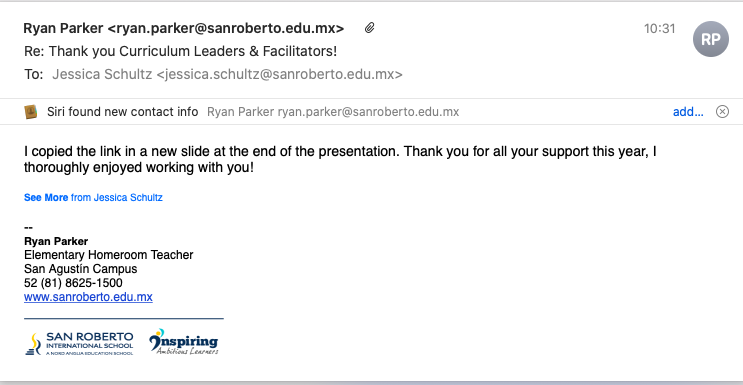 Ryan Parker <ryan.parker@sanroberto.edu.mx>
10:31
RP
Re: Thank you Curriculum Leaders & Facilitators!
To: Jessica Schultz <jessica.schultz@sanroberto.edu.mx>
Siri found new contact info Ryan Parker ryan.parker@sanroberto.edu.mx add...
I copied the link in a new slide at the end of the presentation. Thank you for all your support this year, I
thoroughly enjoyed working with you!
See More from Jessica Schultz
--
Ryan Parker
Elementary Homeroom Teacher
San Agustín Campus
52 (81) 8625-1500
www.sanroberto.edu.mx
SAN ROBERTO
INTERNATIONAL SCHOOL
A NORD ANGLIA EDUCATION SCHOOL
Inspiring
Ambitious Learners